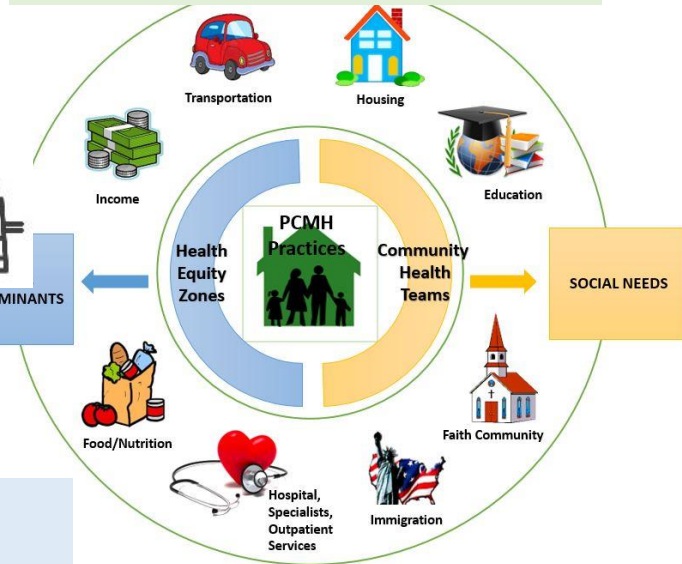 Transportation
Housing
Income
Education
PCMH
Practices
Health
Equity
Zones
Community
Health
Teams
MINANTS
SOCIAL NEEDS
Food/Nutrition
Faith Community
Hospital,
Specialists,
Outpatient
Services
Immigration